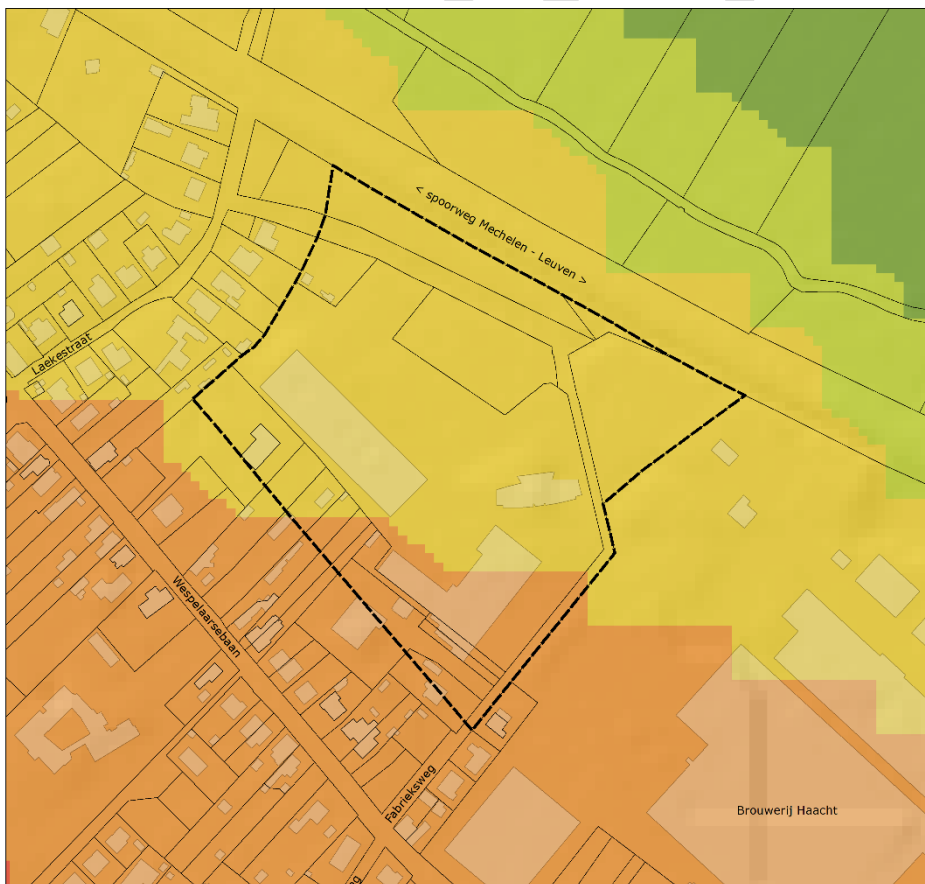 < spoorweg Mechelen - Leuven >
Laekestraat
Wespelaarsebaan
Fabrieksweg
Brouwerij Haacht